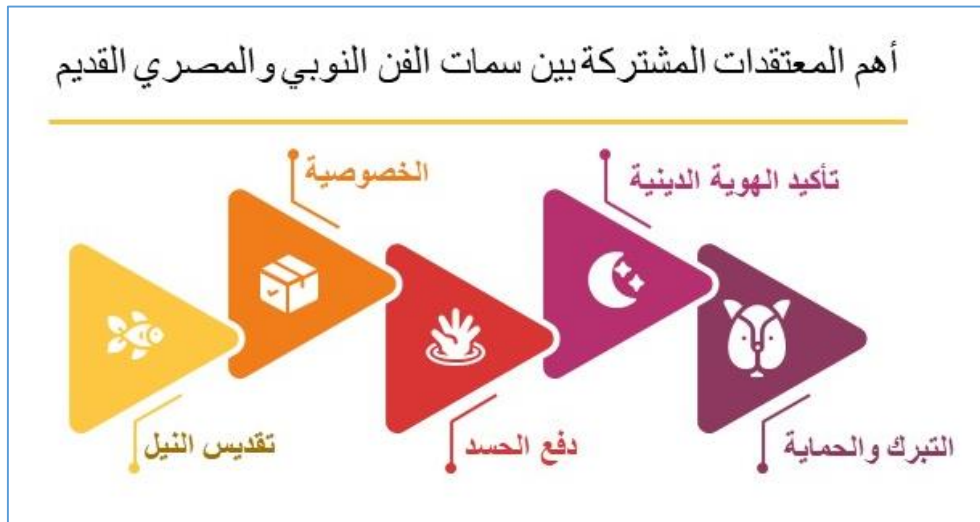 أهم المعتقدات المشتركة بين سمات الفن النوبي والمصري القديم
تأكيد الهوية الدينية
الخصوصية
التبرك والحماية
دفع الحسد
تقديس النيل